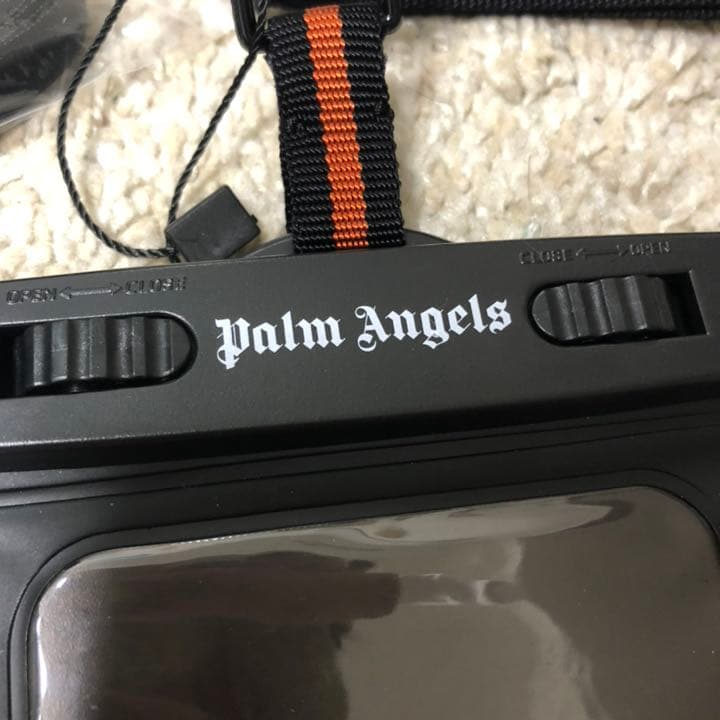 OPEN ⟷ CLOSE
CLOSE ⟷ OPEN
Palm Angels